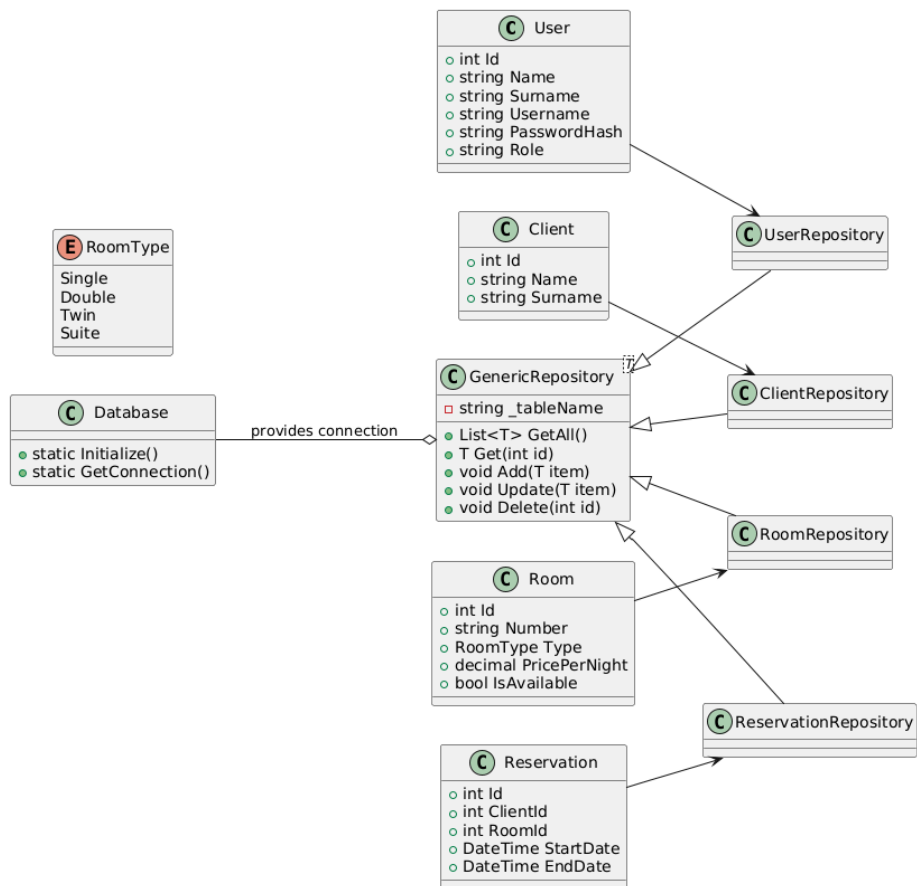 C User
int Id
string Name
string Surname
string Username
string PasswordHash
string Role
C Client
int Id
string Name
string Surname
C UserRepository
E RoomType
Single
Double
Twin
Suite
C GenericRepository T
string _tableName
List<T> GetAll()
T Get(int id)
void Add(T item)
void Update(T item)
void Delete(int id)
C ClientRepository
C Database
static Initialize()
static GetConnection()
provides connection
C RoomRepository
C Room
int Id
string Number
RoomType Type
decimal PricePerNight
bool IsAvailable
C ReservationRepository
C Reservation
int Id
int ClientId
int RoomId
DateTime StartDate
DateTime EndDate